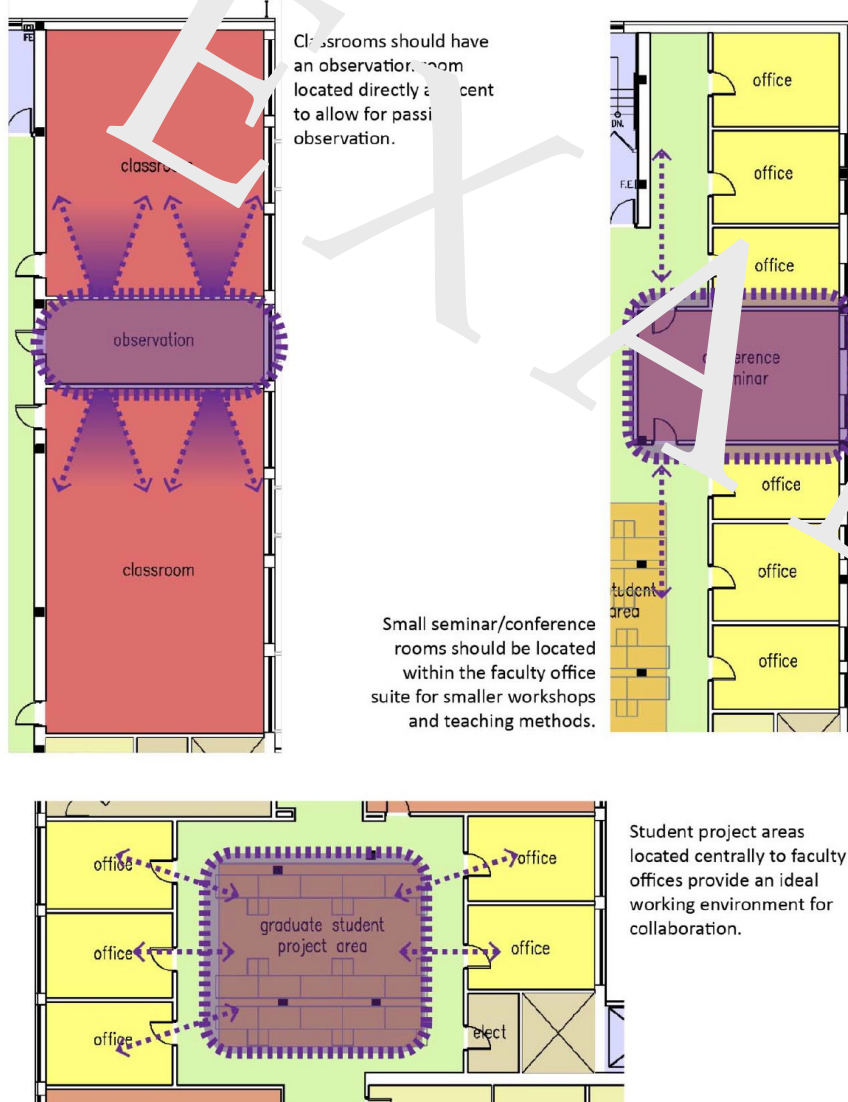 Classrooms should have
an observation room
located directly adjacent
to allow for passive
observation.
F.E.
classroom
observation
classroom
DN.
F.E.
office
office
office
conference
seminar
office
office
office
student
area
Small seminar/conference
rooms should be located
within the faculty office
suite for smaller workshops
and teaching methods.
office
office
office
graduate student
project area
office
office
elect
Student project areas
located centrally to faculty
offices provide an ideal
working environment for
collaboration.
E X A